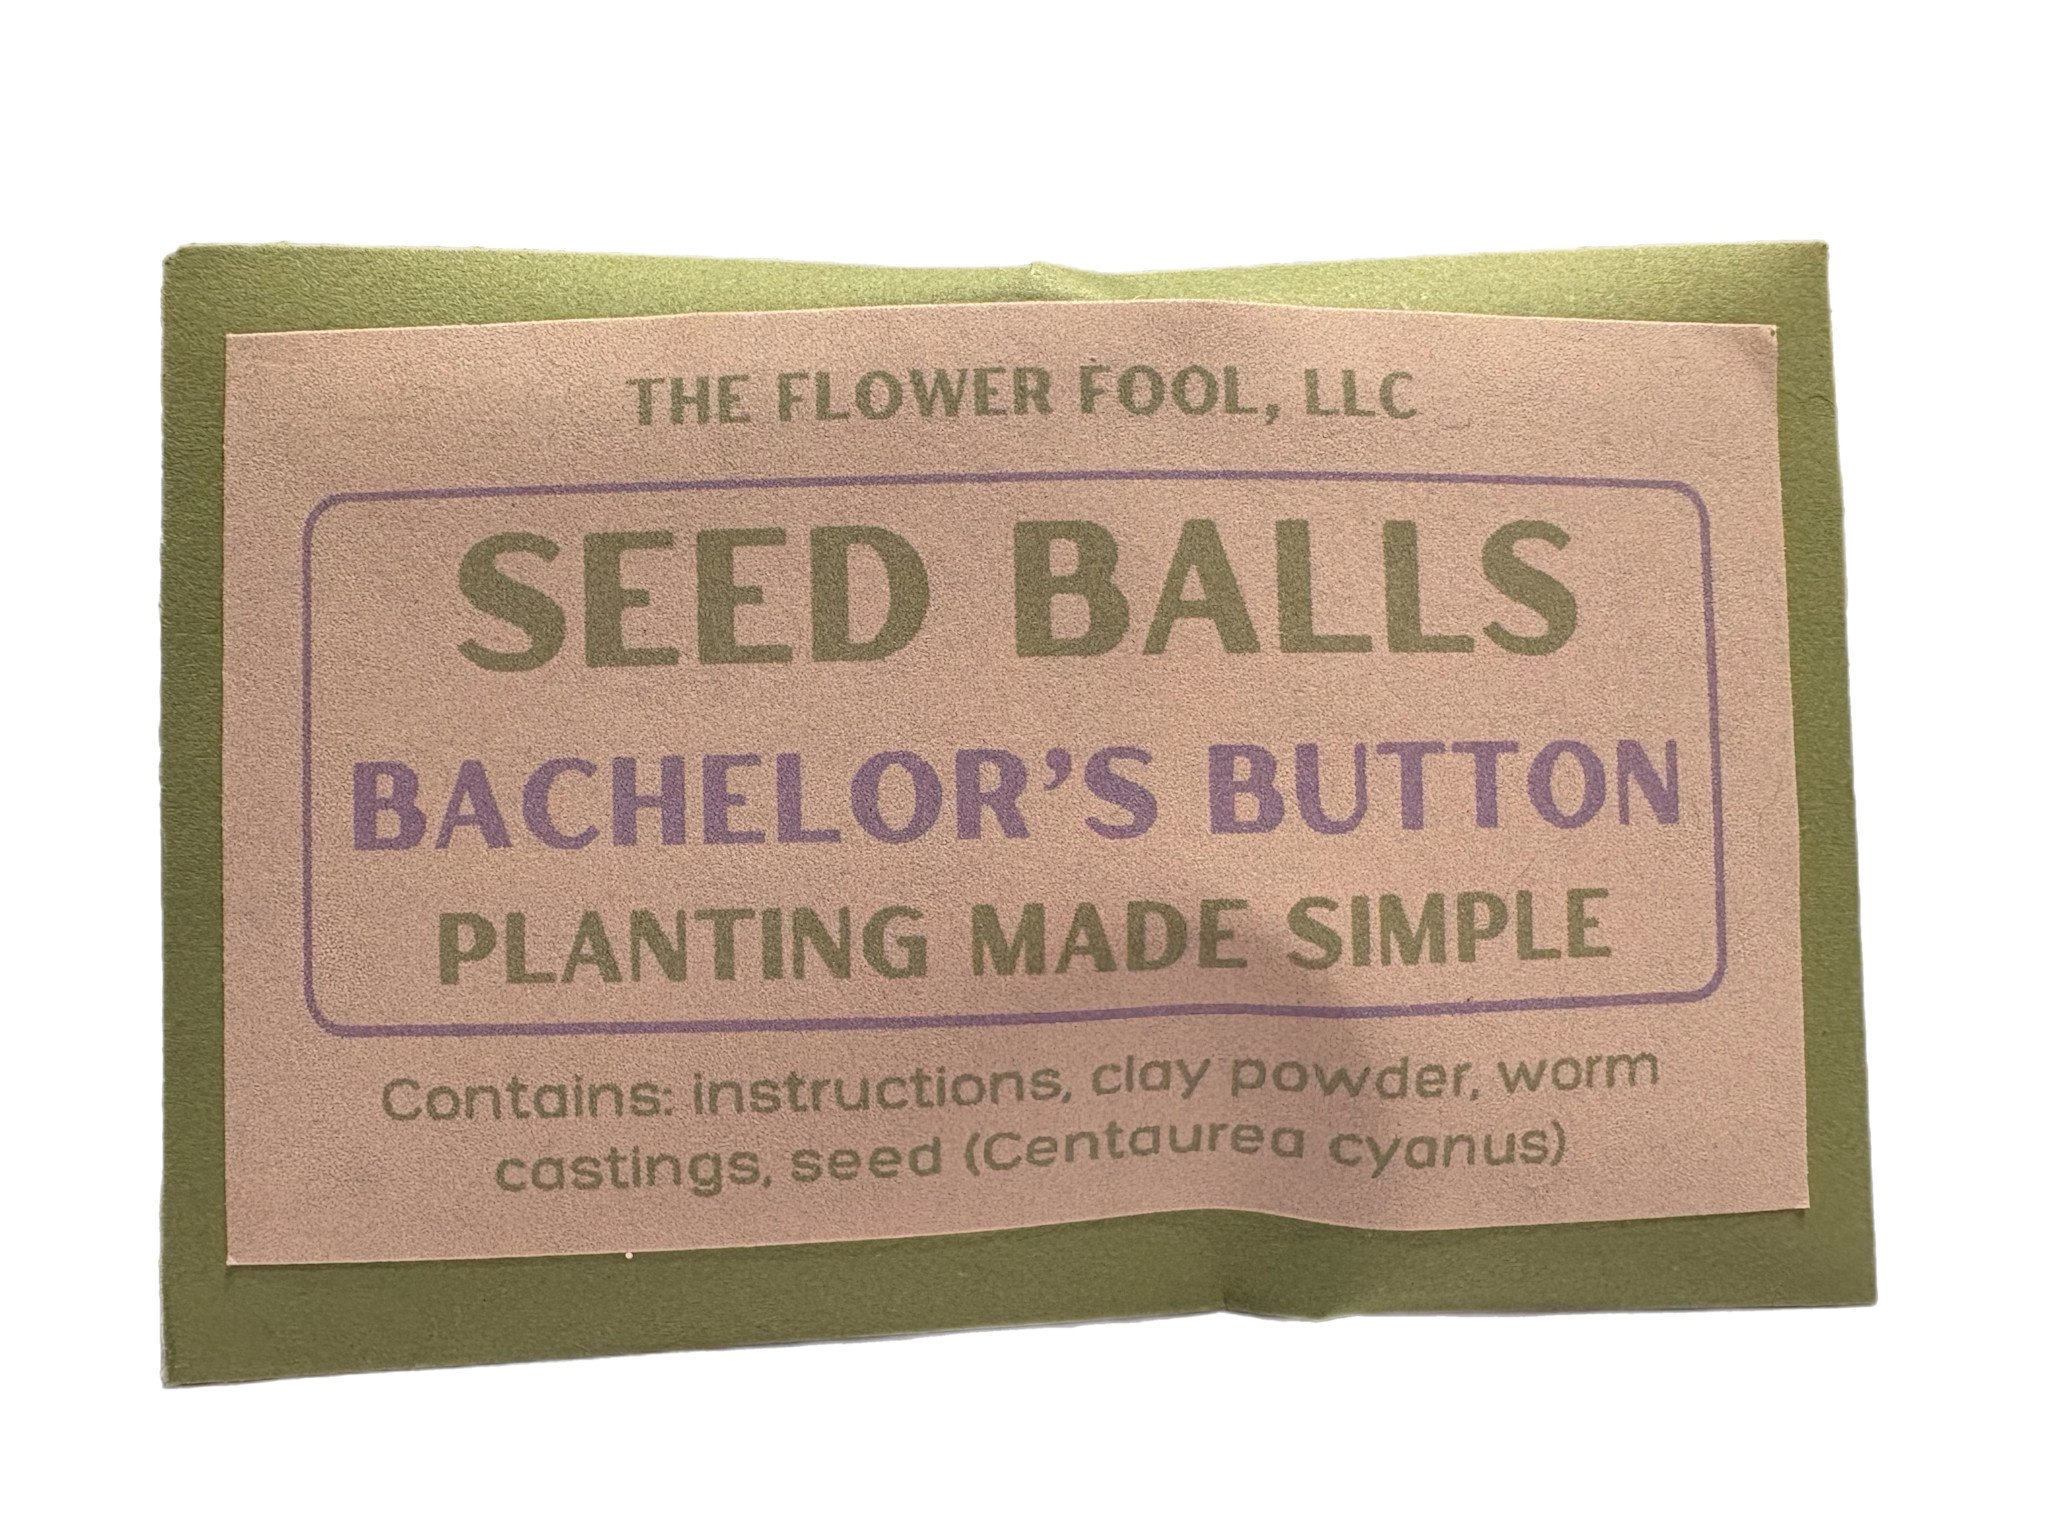 THE FLOWER FOOL, LLC
SEED BALLS
BACHELOR'S BUTTON
PLANTING MADE SIMPLE
Contains: instructions, clay powder, worm
castings, seed (Centaurea cyanus)